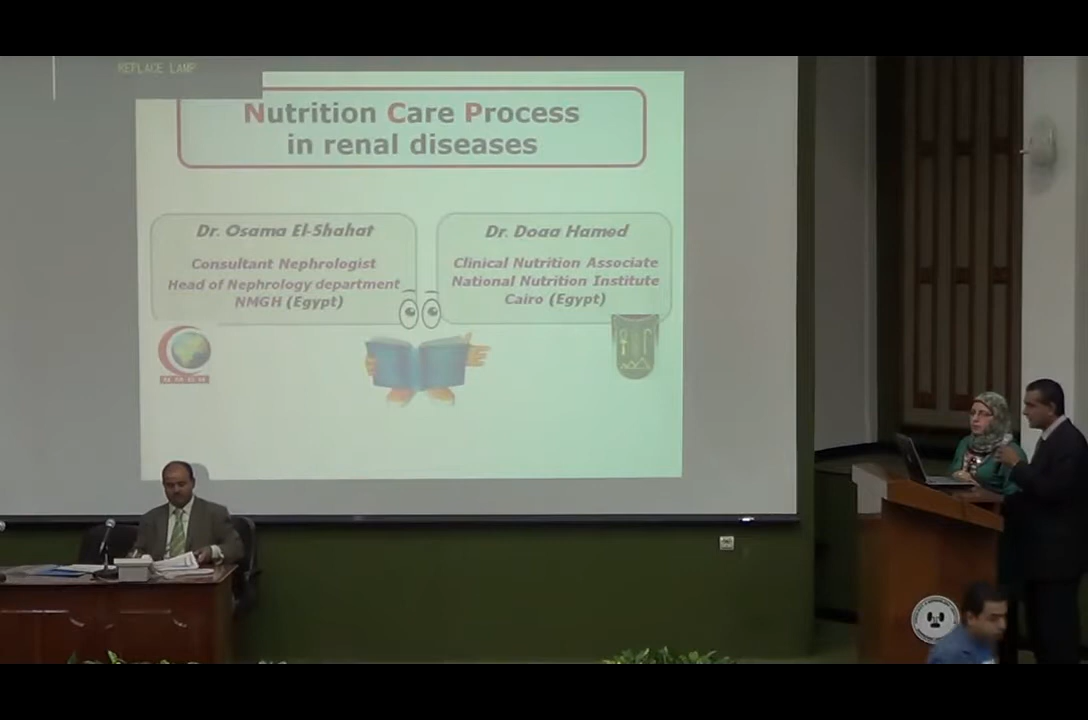 REPLACE LAMP
Nutrition Care Process
in renal diseases
Dr. Osama El-Shahat
Consultant Nephrologist
Head of Nephrology department
NMGH (Egypt)
Dr. Doaa Hamed
Clinical Nutrition Associate
National Nutrition Institute
Cairo (Egypt)